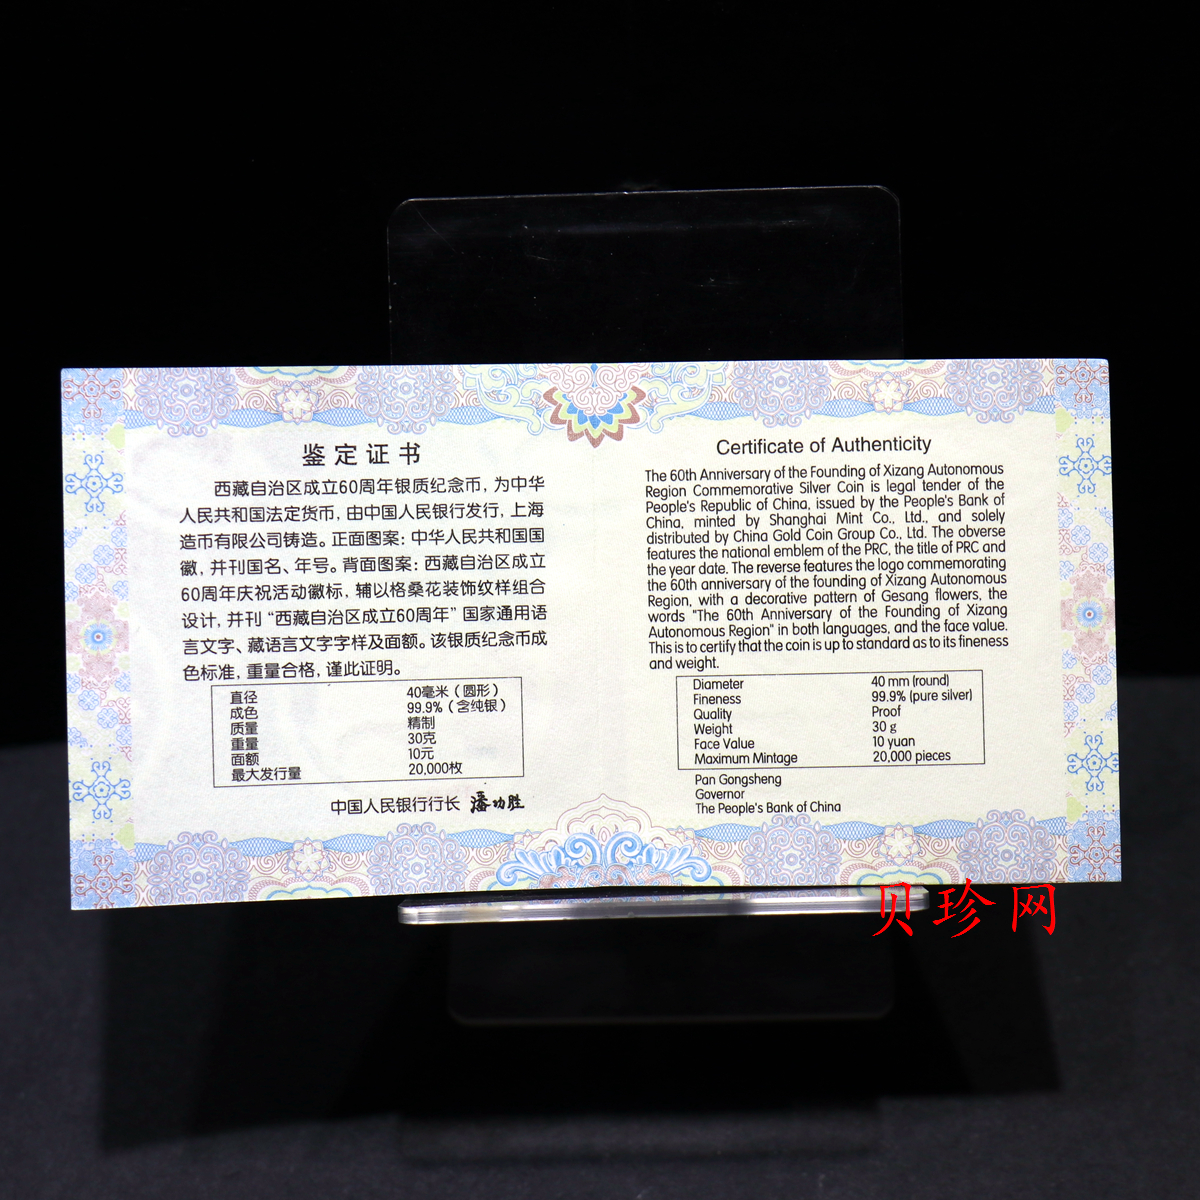 鉴定证书
西藏自治区成立60周年银质纪念币，为中华
人民共和国法定货币，由中国人民银行发行，上海
造币有限公司铸造。正面图案：中华人民共和国国
徽，并刊国名、年号。背面图案：西藏自治区成立
60周年庆祝活动徽标，辅以格桑花装饰纹样组合
设计，并刊“西藏自治区成立60周年”国家通用语
言文字、藏语言文字字样及面额。该银质纪念币成
色标准，重量合格，谨此证明。
直径 40毫米（圆形）
成色 99.9%（含纯银）
质量 精制
重量 30克
面额 10元
最大发行量 20,000枚
中国人民银行行长 潘功胜
Certificate of Authenticity
The 60th Anniversary of the Founding of Xizang Autonomous
Region Commemorative Silver Coin is legal tender of the
People's Republic of China, issued by the People's Bank of
China, minted by Shanghai Mint Co., Ltd., and solely
distributed by China Gold Coin Group Co., Ltd. The obverse
features the national emblem of the PRC, the title of PRC and
the year date. The reverse features the logo commemorating
the 60th anniversary of the founding of Xizang Autonomous
Region, with a decorative pattern of Gesang flowers, the
words "The 60th Anniversary of the Founding of Xizang
Autonomous Region" in both languages, and the face value.
This is to certify that the coin is up to standard as to its fineness
and weight.
Diameter 40 mm (round)
Fineness 99.9% (pure silver)
Quality Proof
Weight 30 g
Face Value 10 yuan
Maximum Mintage 20,000 pieces
Pan Gongsheng
Governor
The People's Bank of China
贝珍网